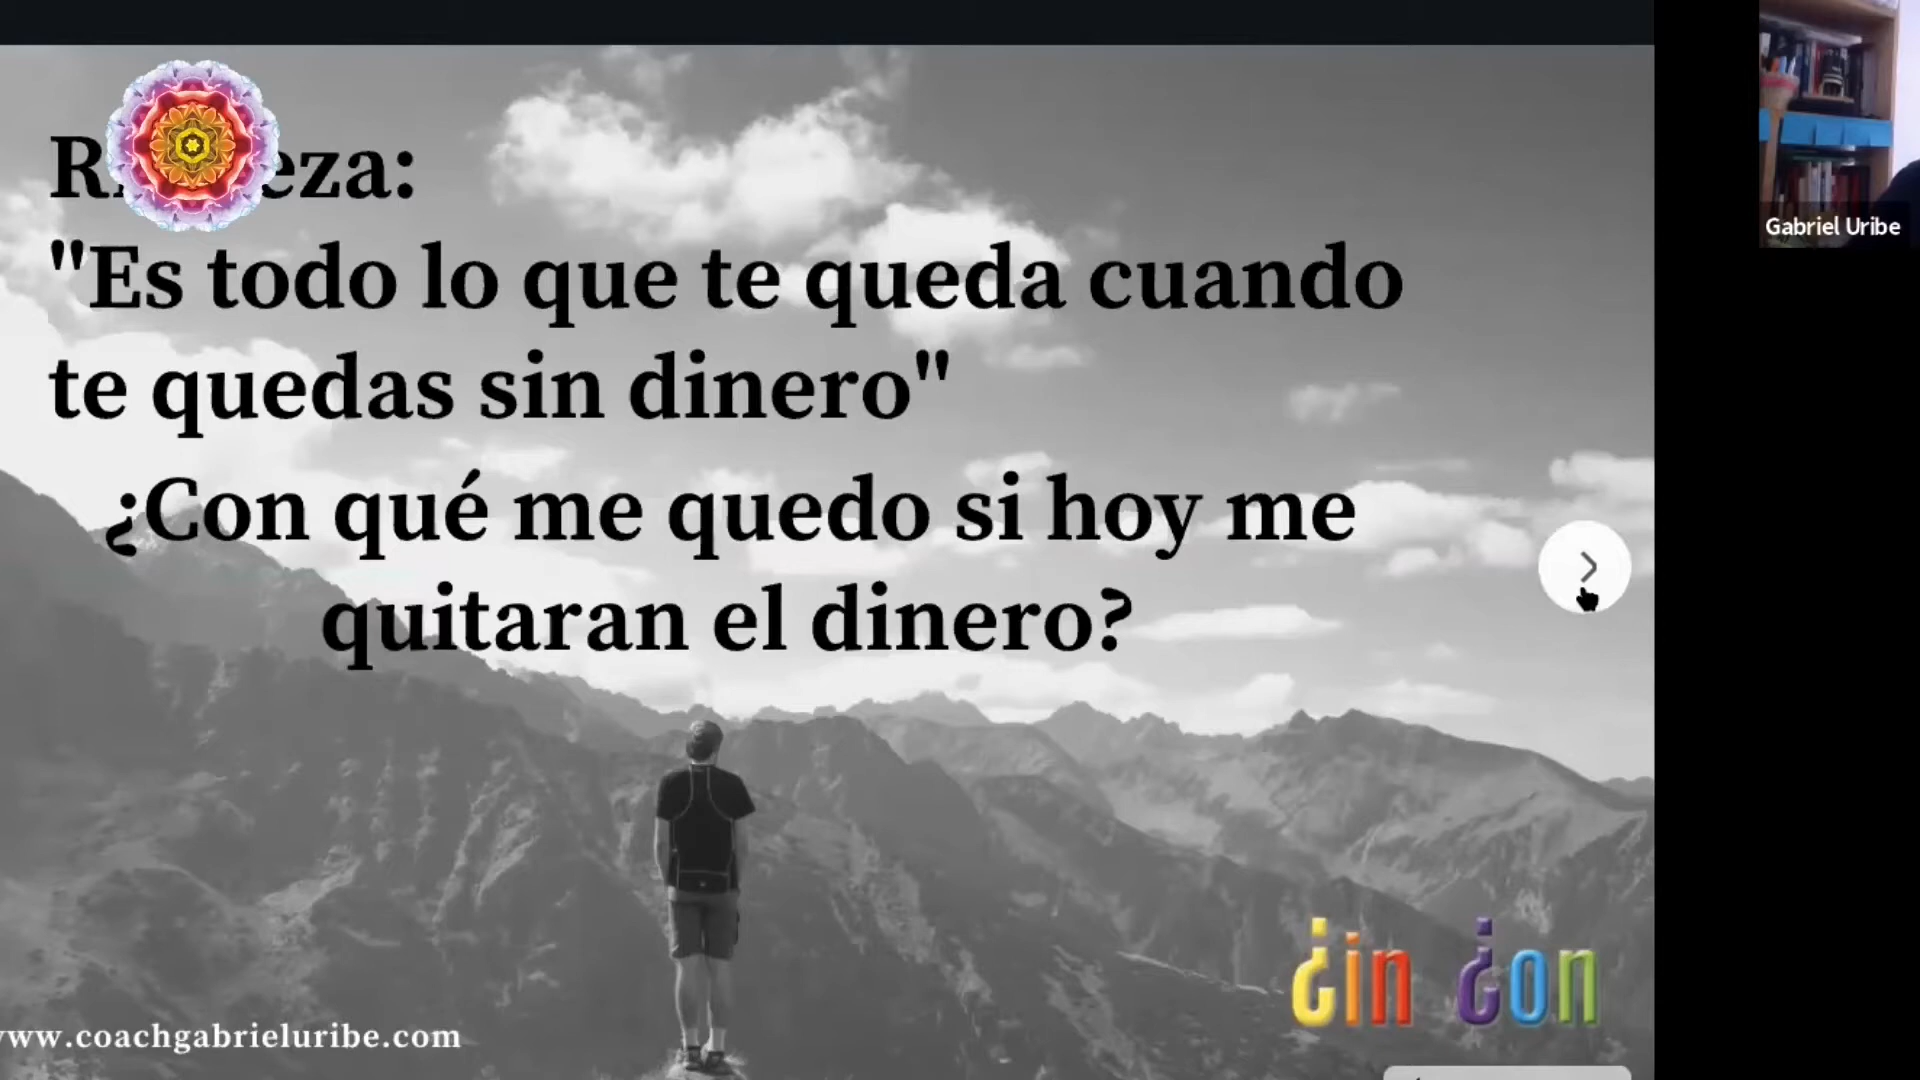 "Es todo lo que te queda cuando
te quedas sin dinero"
¿Con qué me quedo si hoy me
quitaran el dinero?
Gabriel Uribe
¿in ¿on
www.coachgabrieluribe.com